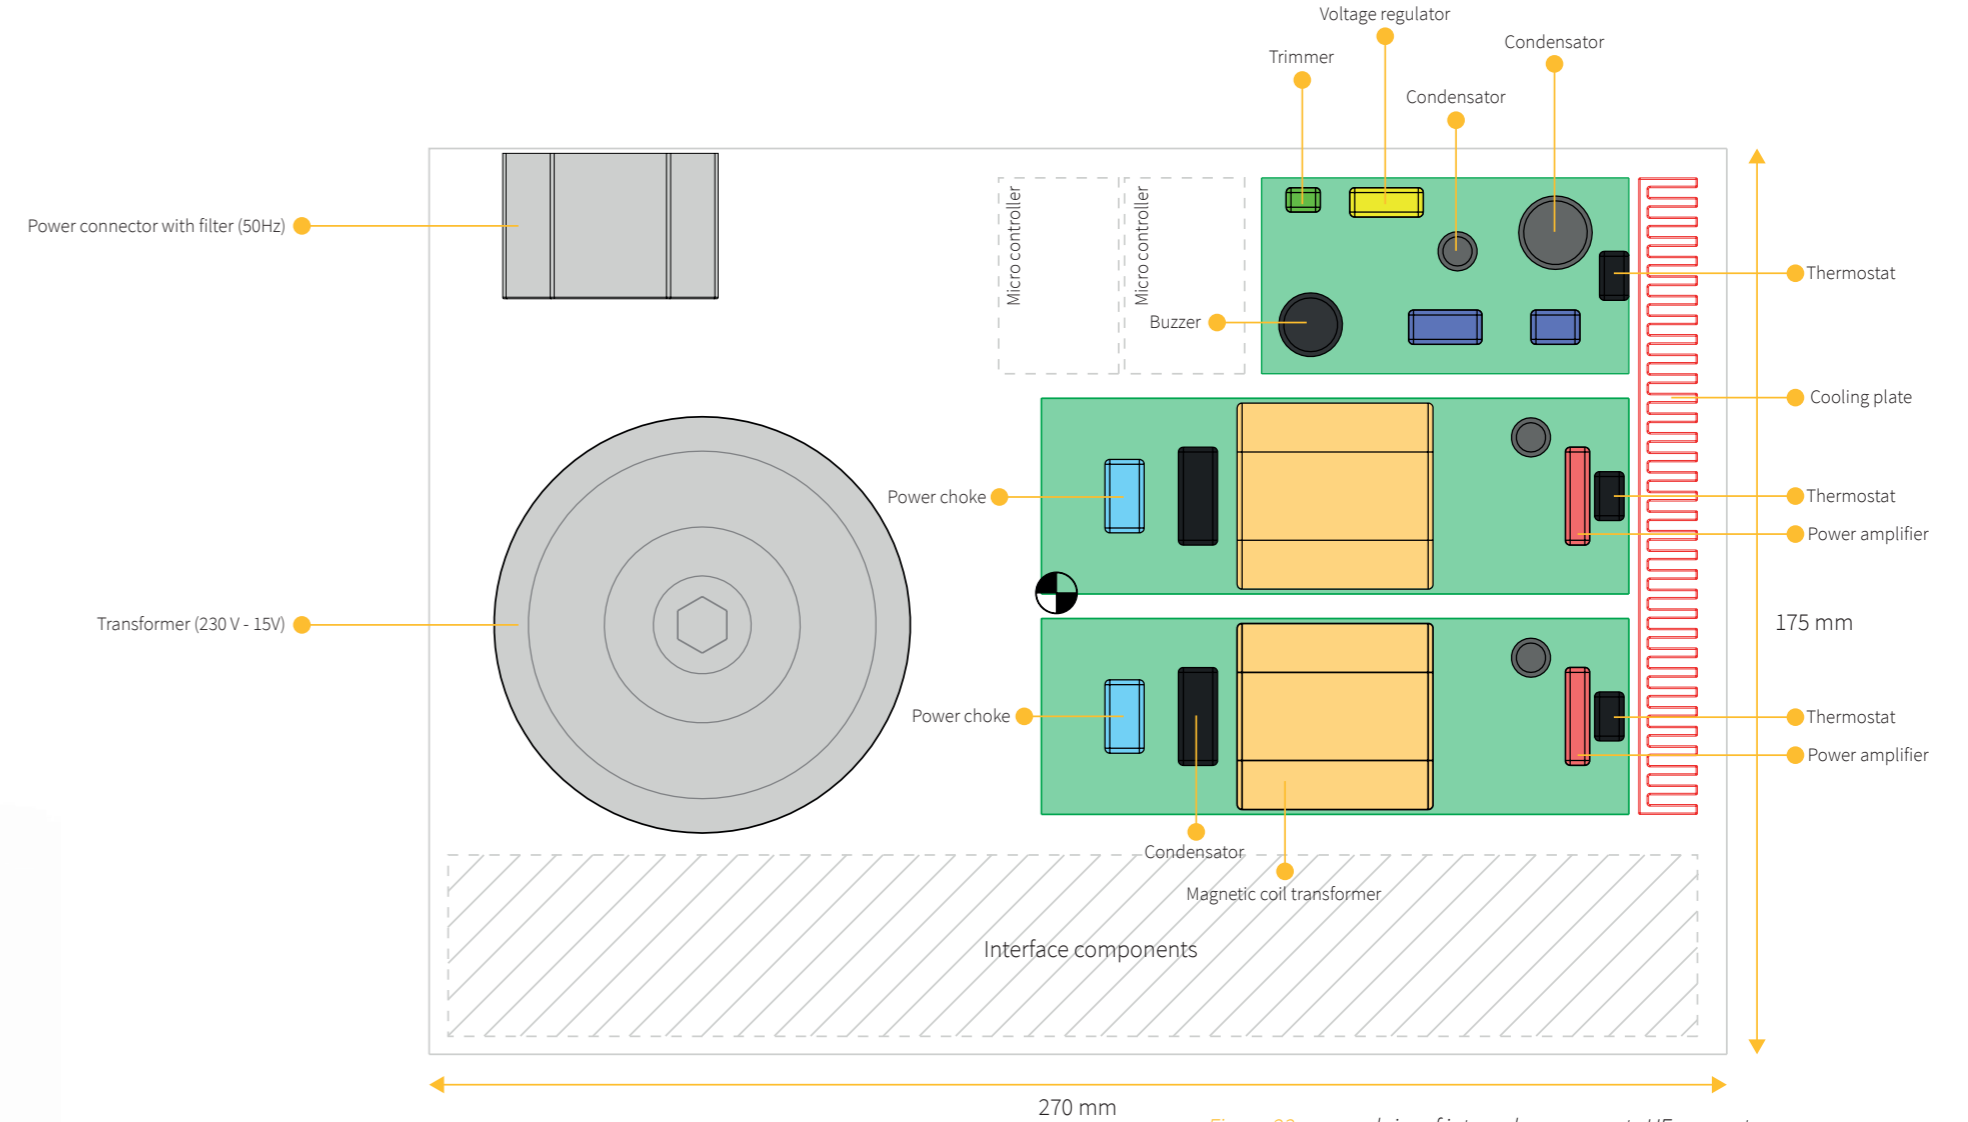 Voltage regulator
Condensator
Trimmer
Condensator
Power connector with filter (50Hz)
Micro controller
Micro controller
Thermostat
Buzzer
Cooling plate
Power choke
Thermostat
Power amplifier
Transformer (230 V - 15V)
175 mm
Power choke
Thermostat
Power amplifier
Condensator
Magnetic coil transformer
Interface components
270 mm